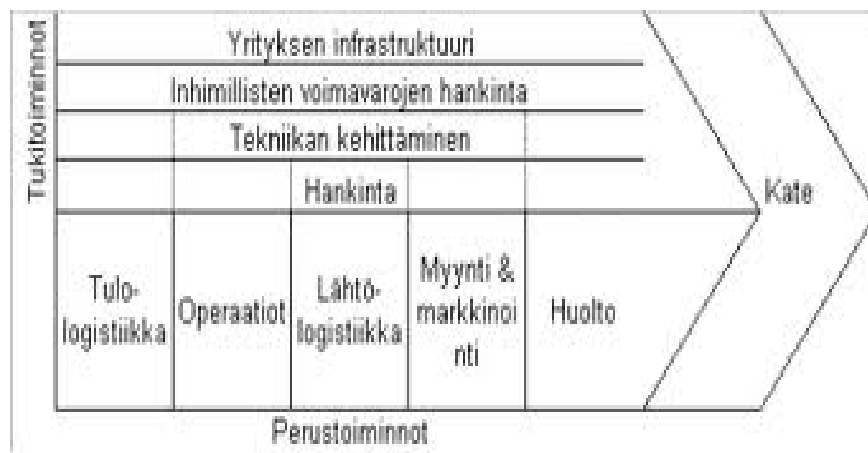 Tukitoiminnot
Yrityksen infrastruktuuri
Inhimillisten voimavarojen hankinta
Tekniikan kehittäminen
Hankinta
Kate
Tulo-
logistiikka
Operaatiot
Lähtö-
logistiikka
Myynti &
markkinoi
nti
Huolto
Perustoiminnot